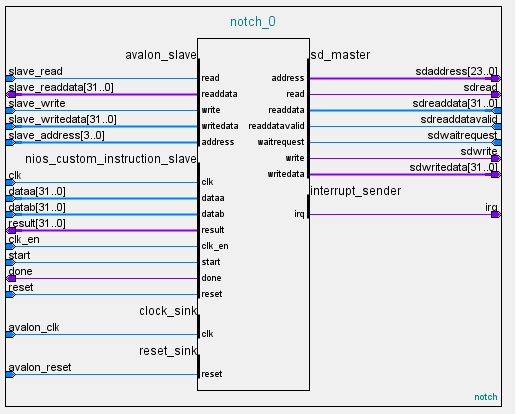 notch_0
avalon_slave
slave_read
read
slave_readdata[31..0]
readdata
slave_write
write
slave_writedata[31..0]
writedata
slave_address[3..0]
address
nios_custom_instruction_slave
clk
clk
dataa[31..0]
dataa
datab[31..0]
datab
result[31..0]
result
clk_en
clk_en
start
start
done
done
reset
reset
clock_sink
avalon_clk
clk
reset_sink
avalon_reset
reset
sd_master
address
sdaddress[23..0]
read
sdread
readdata
sdreaddata[31..0]
readdatavalid
sdreaddatavalid
waitrequest
sdwaitrequest
write
sdwrite
writedata
sdwritedata[31..0]
interrupt_sender
irq
irq
notch